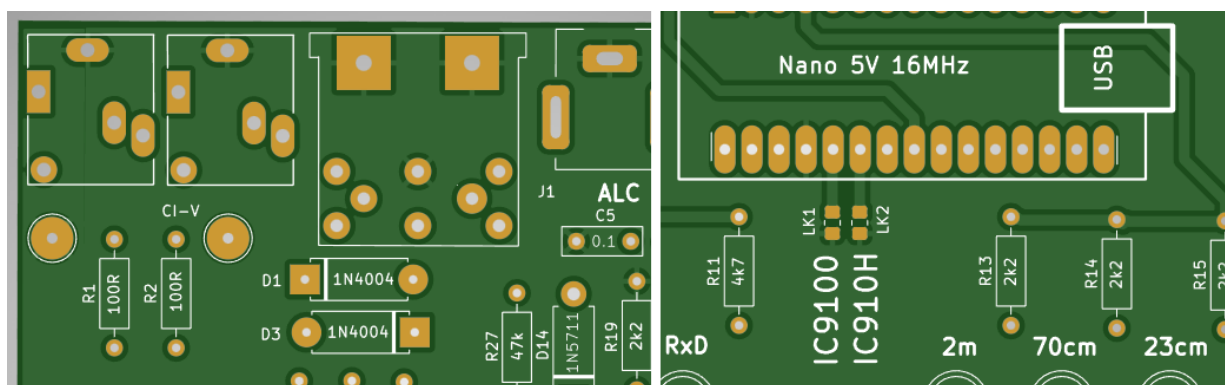 J1
ALC
CI-V
C5
0.1
R1
100R
R2
100R
D1
1N4004
D3
1N4004
R27
47k
D14
1N5711
R19
2k2
Nano 5V 16MHz
USB
LK1
LK2
R11
4k7
IC9100
IC910H
R13
2k2
R14
2k2
R15
2k2
RxD
2m
70cm
23cm